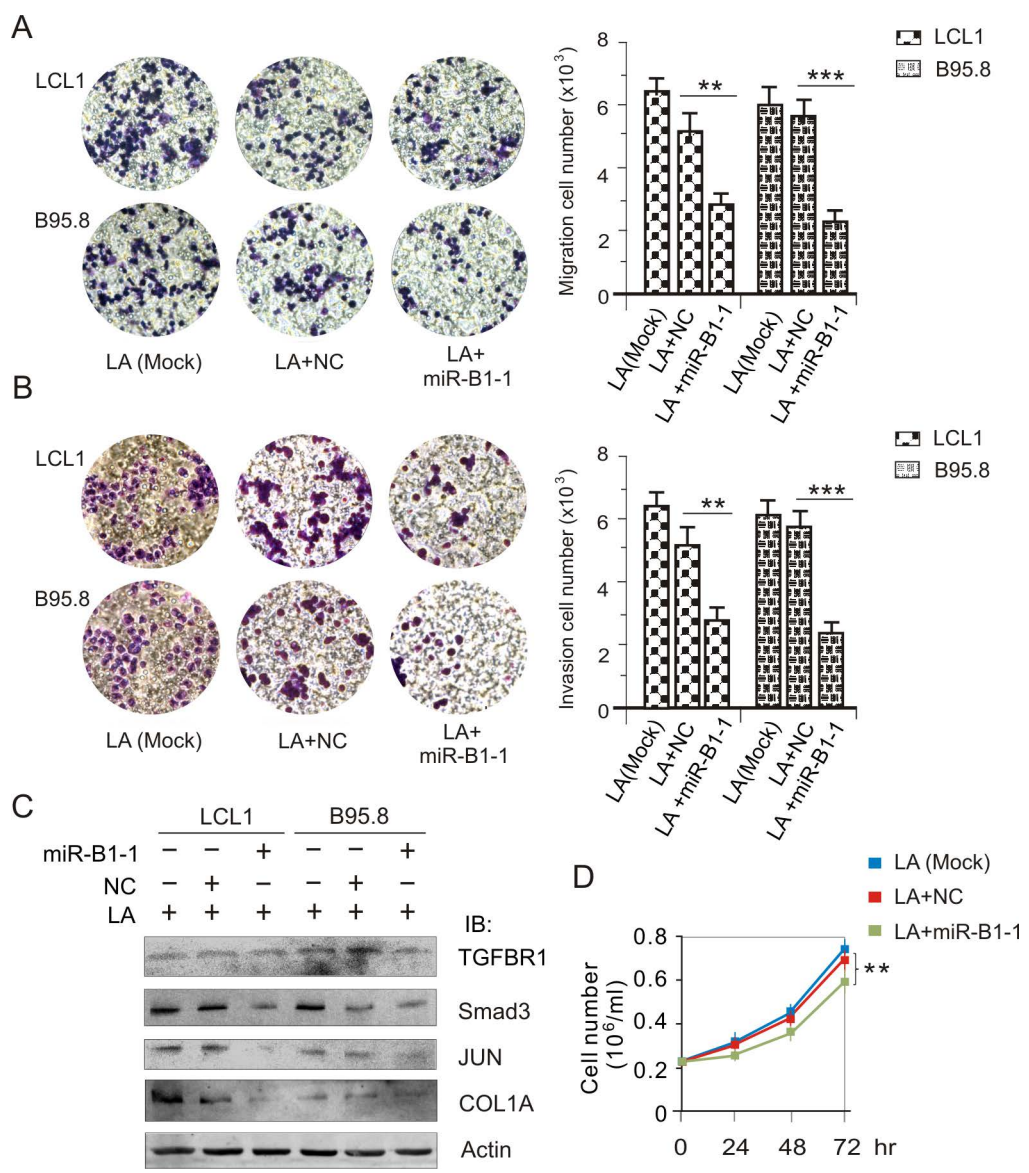 A
LCL1
B95.8
LA (Mock)
LA+NC
LA+
miR-B1-1
Migration cell number (x10³)
8
6
4
2
0
** ***
LCL1
B95.8
LA(Mock)
LA+NC
LA +miR-B1-1
LA(Mock)
LA+NC
LA +miR-B1-1
B
LCL1
B95.8
LA (Mock)
LA+NC
LA+
miR-B1-1
Invasion cell number (x10³)
8
6
4
2
0
** ***
LCL1
B95.8
LA(Mock)
LA+NC
LA +miR-B1-1
LA(Mock)
LA+NC
LA +miR-B1-1
C
LCL1 B95.8
miR-B1-1 − − + − − +
NC − + − − + −
LA + + + + + +
IB:
TGFBR1
Smad3
JUN
COL1A
Actin
D
LA (Mock)
LA+NC
LA+miR-B1-1
Cell number
(10⁶/ml)
0.8
0.6
0.4
0.2
0
**
0 24 48 72 hr